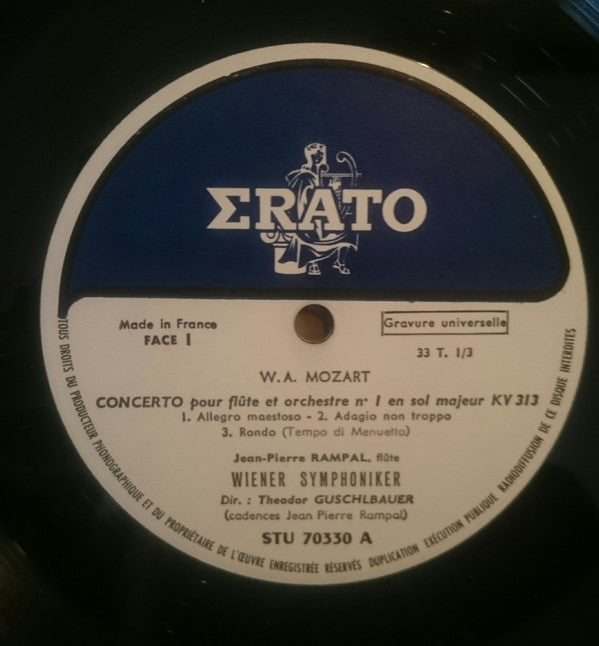 ΣRATO
Made in France
FACE 1
Gravure universelle
33 T. 1/3
W.A. MOZART
CONCERTO pour flûte et orchestre n° 1 en sol majeur KV 313
1. Allegro maestoso - 2. Adagio non troppo
3. Rondo (Tempo di Menuetto)
Jean-Pierre RAMPAL, flûte
WIENER SYMPHONIKER
Dir. : Theodor GUSCHLBAUER
(cadences Jean Pierre Rampal)
STU 70330 A
TOUS DROITS DU PRODUCTEUR PHONOGRAPHIQUE ET DU PROPRIÉTAIRE DE L'ŒUVRE ENREGISTRÉE RÉSERVÉS DUPLICATION EXÉCUTION PUBLIQUE RADIODIFFUSION DE CE DISQUE INTERDITES